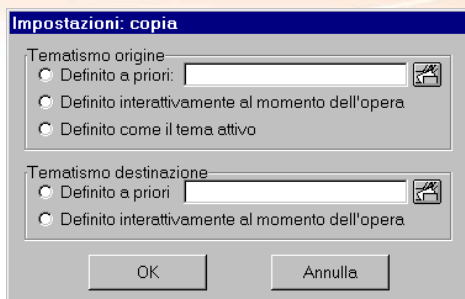 Impostazioni: copia
Tematismo origine
Definito a priori:
Definito interattivamente al momento dell'opera
Definito come il tema attivo
Tematismo destinazione
Definito a priori
Definito interattivamente al momento dell'opera
OK Annulla